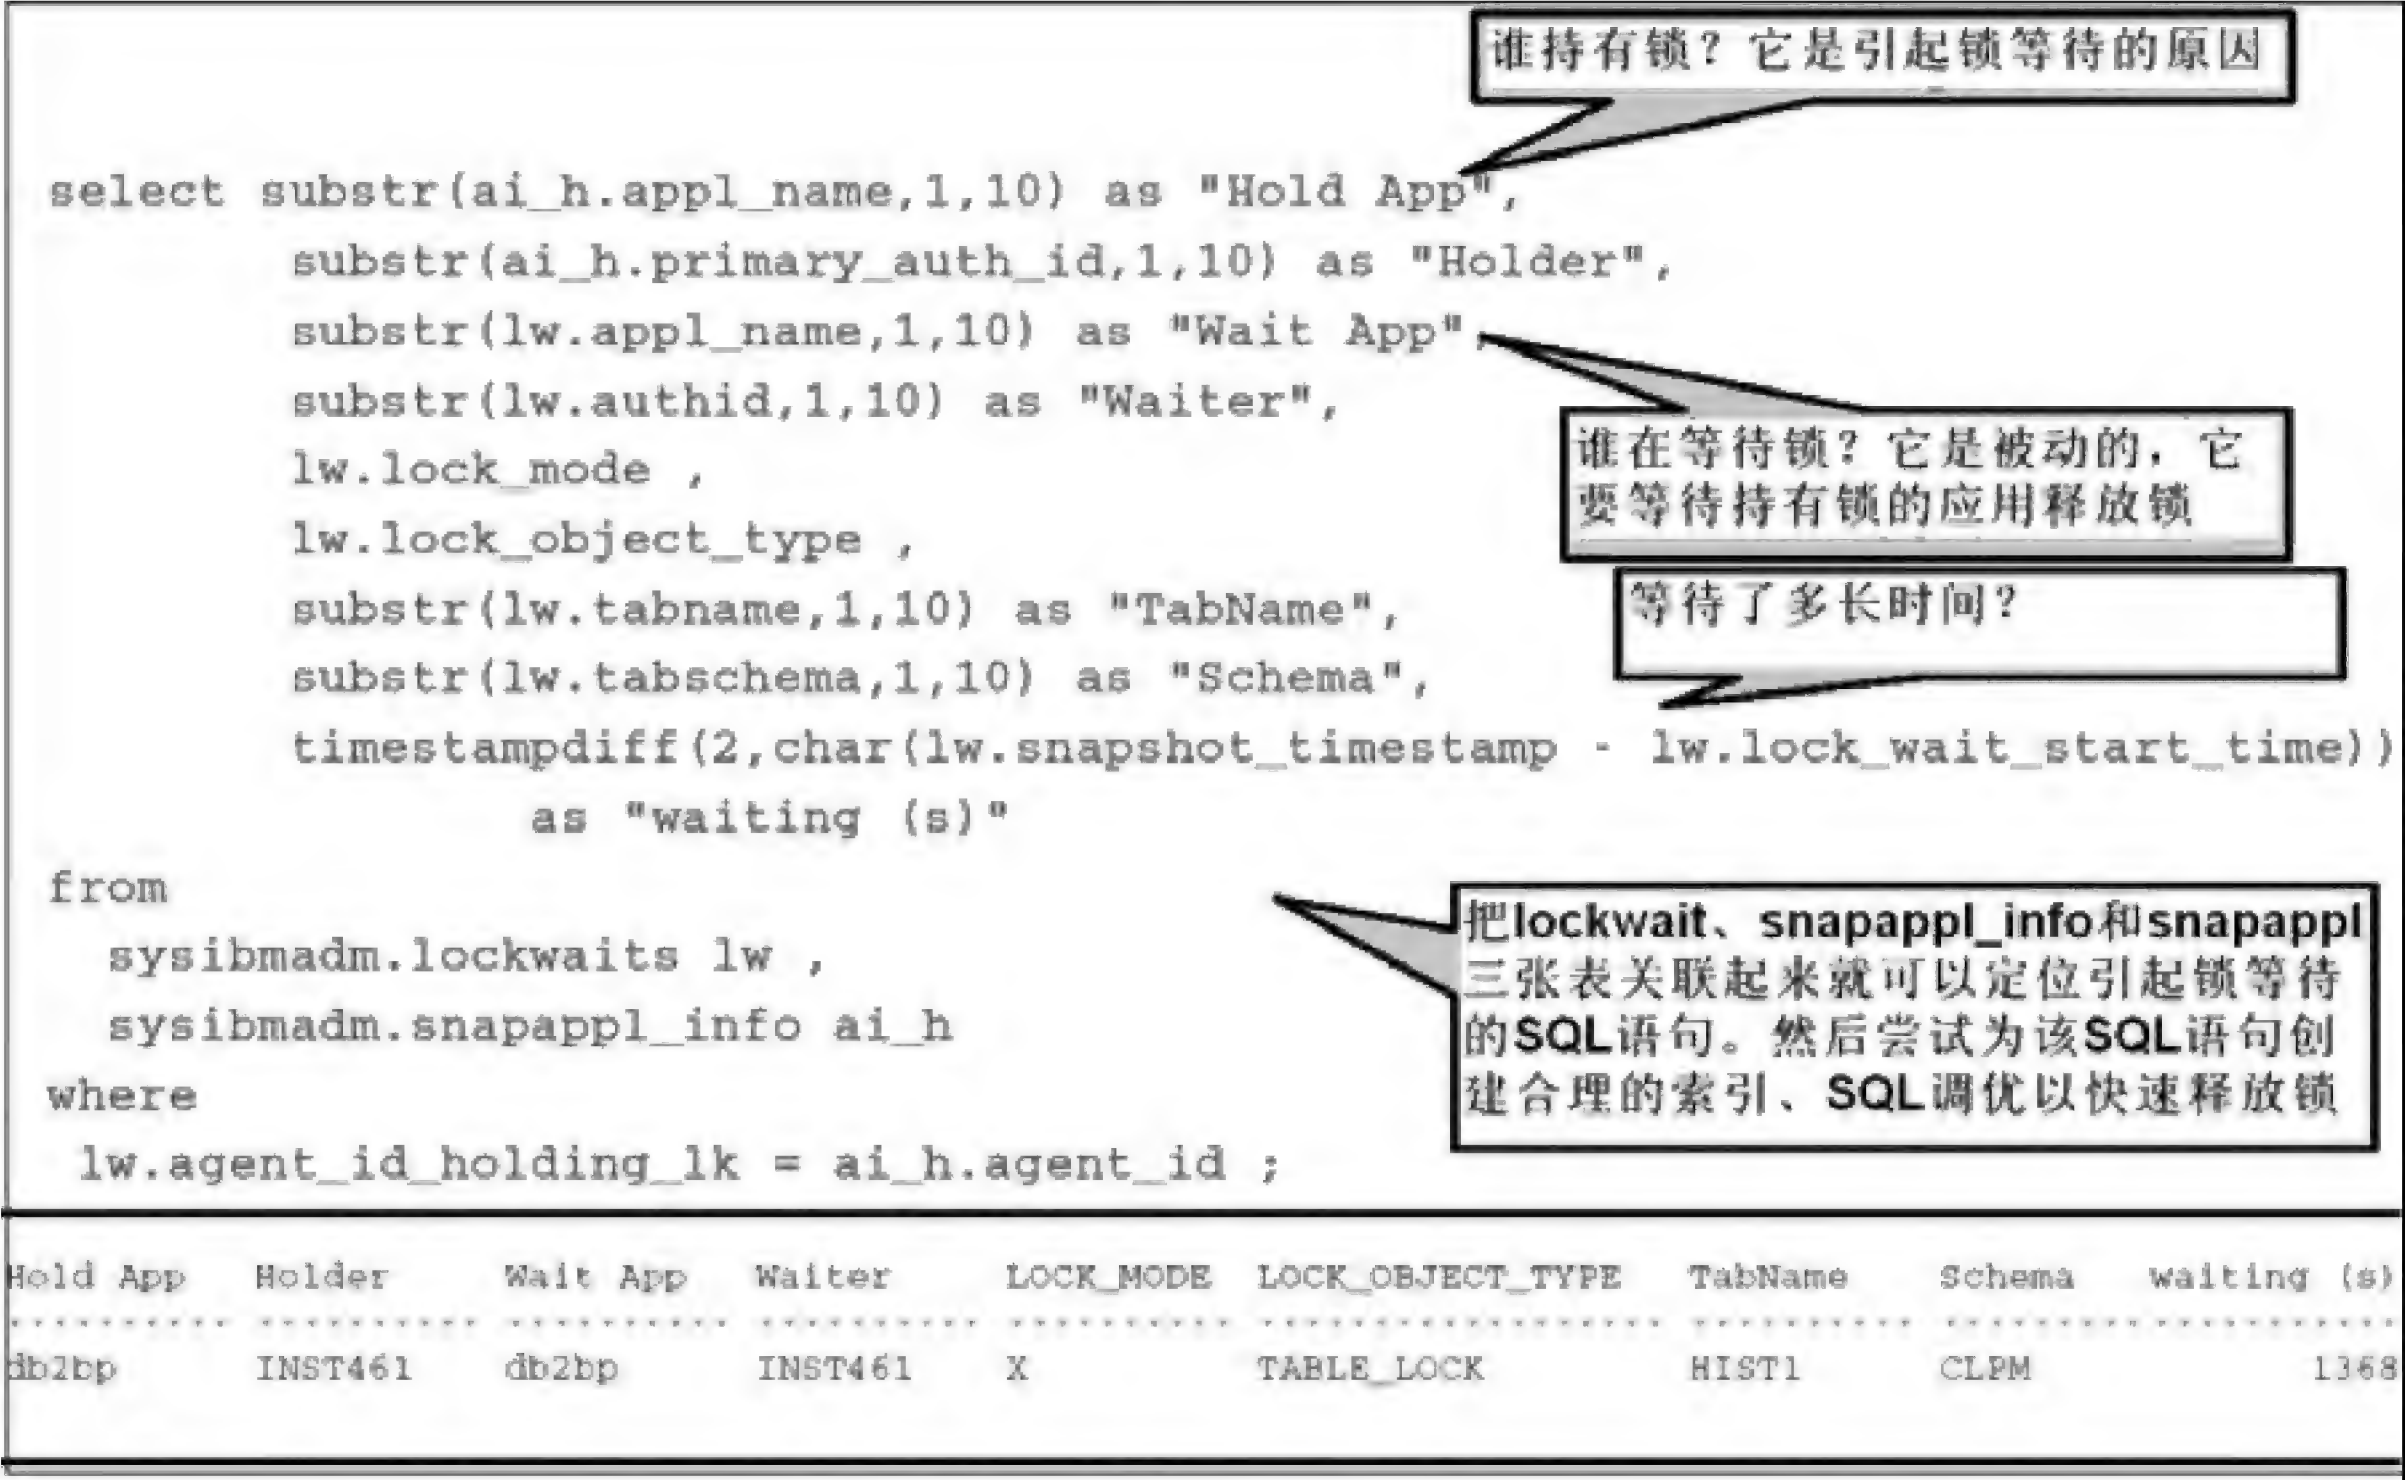 谁持有锁？它是引起锁等待的原因
select substr(ai_h.appl_name,1,10) as "Hold App",
substr(ai_h.primary_auth_id,1,10) as "Holder",
substr(lw.appl_name,1,10) as "Wait App",
substr(lw.authid,1,10) as "Waiter",
谁在等待锁？它是被动的，它
要等待持有锁的应用释放锁
lw.lock_mode ,
lw.lock_object_type ,
等待了多长时间？
substr(lw.tabname,1,10) as "TabName",
substr(lw.tabschema,1,10) as "Schema",
timestampdiff(2,char(lw.snapshot_timestamp - lw.lock_wait_start_time))
as "waiting (s)"
from
sysibmadm.lockwaits lw ,
sysibmadm.snapappl_info ai_h
where
lw.agent_id_holding_lk = ai_h.agent_id ;
把lockwait、snapappl_info和snapappl
三张表关联起来就可以定位引起锁等待
的SQL语句。然后尝试为该SQL语句创
建合理的索引、SQL调优以快速释放锁
Hold App Holder Wait App Waiter LOCK_MODE LOCK_OBJECT_TYPE TabName Schema waiting (s)
db2bp INST461 db2bp INST461 X TABLE_LOCK HIST1 CLPM 1368